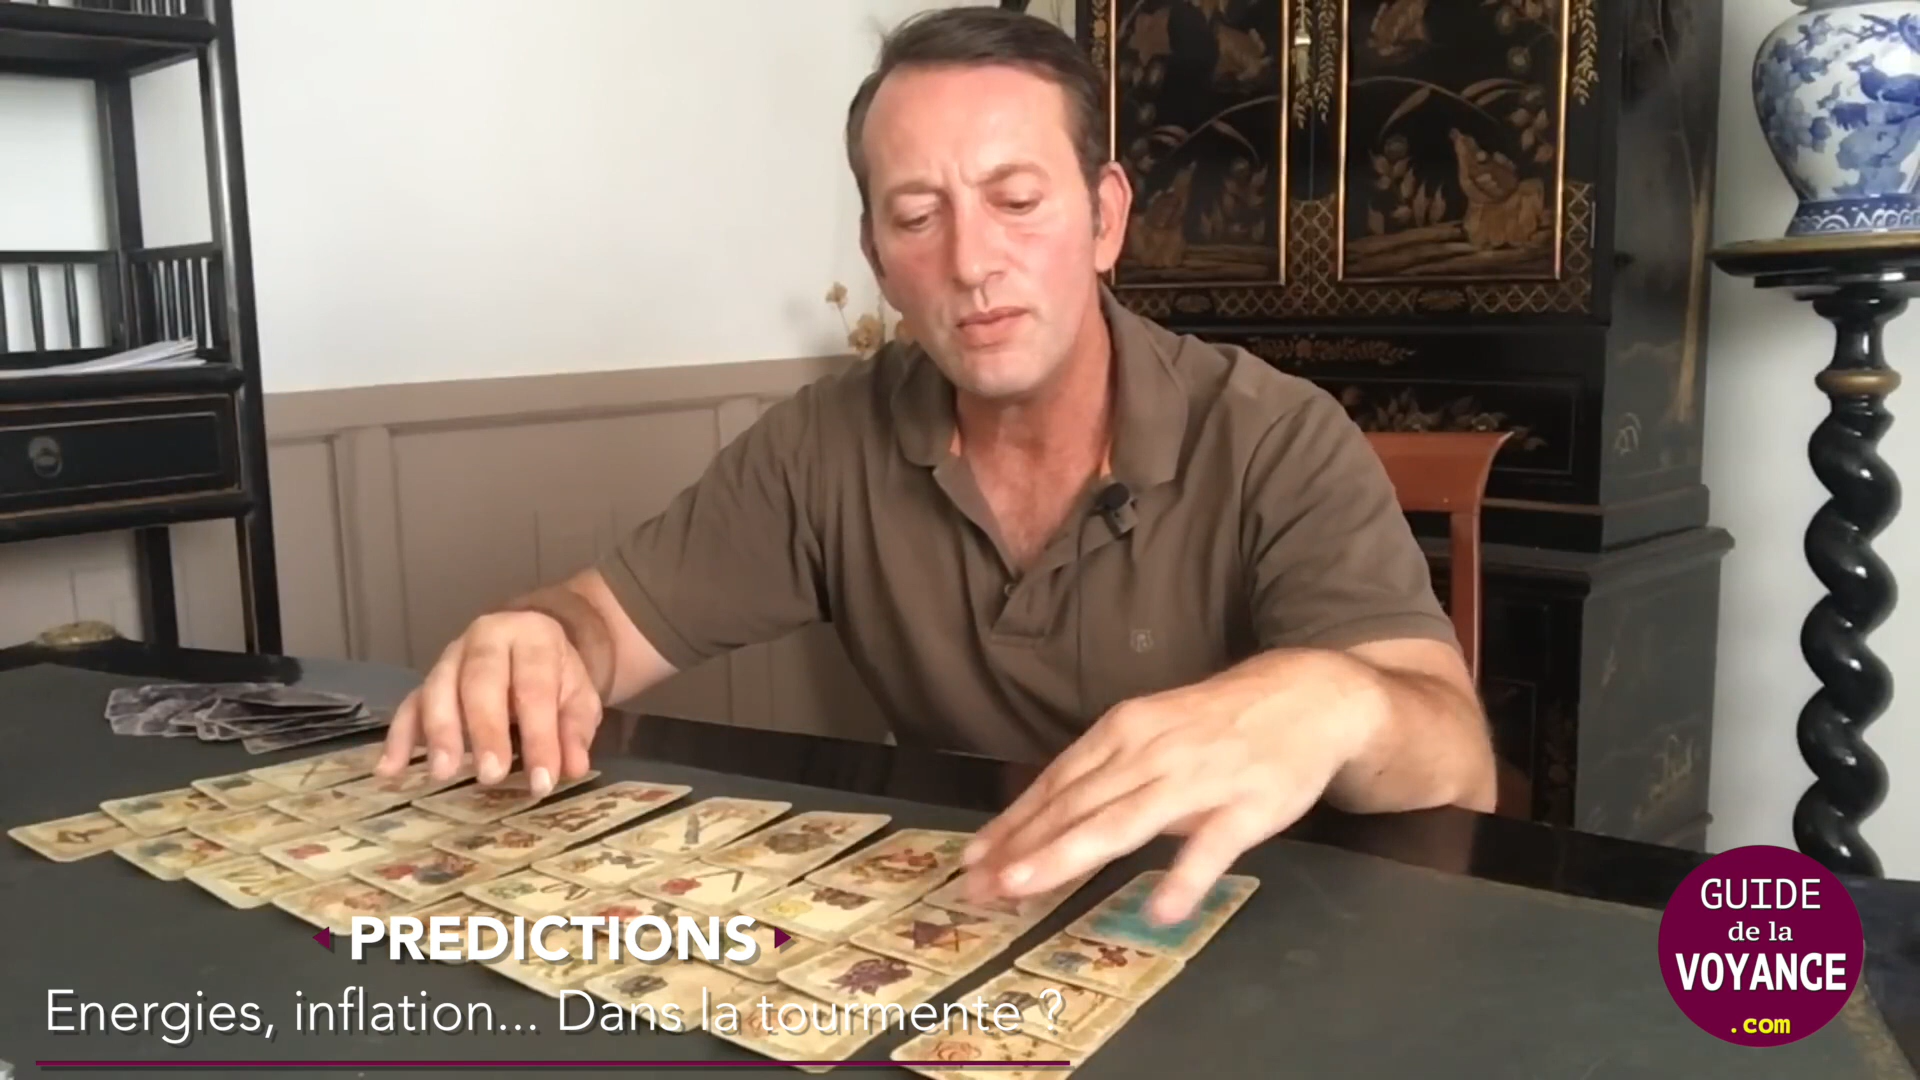 PREDICTIONS
Energies, inflation... Dans la tourmente ?
GUIDE
de la
VOYANCE
.com